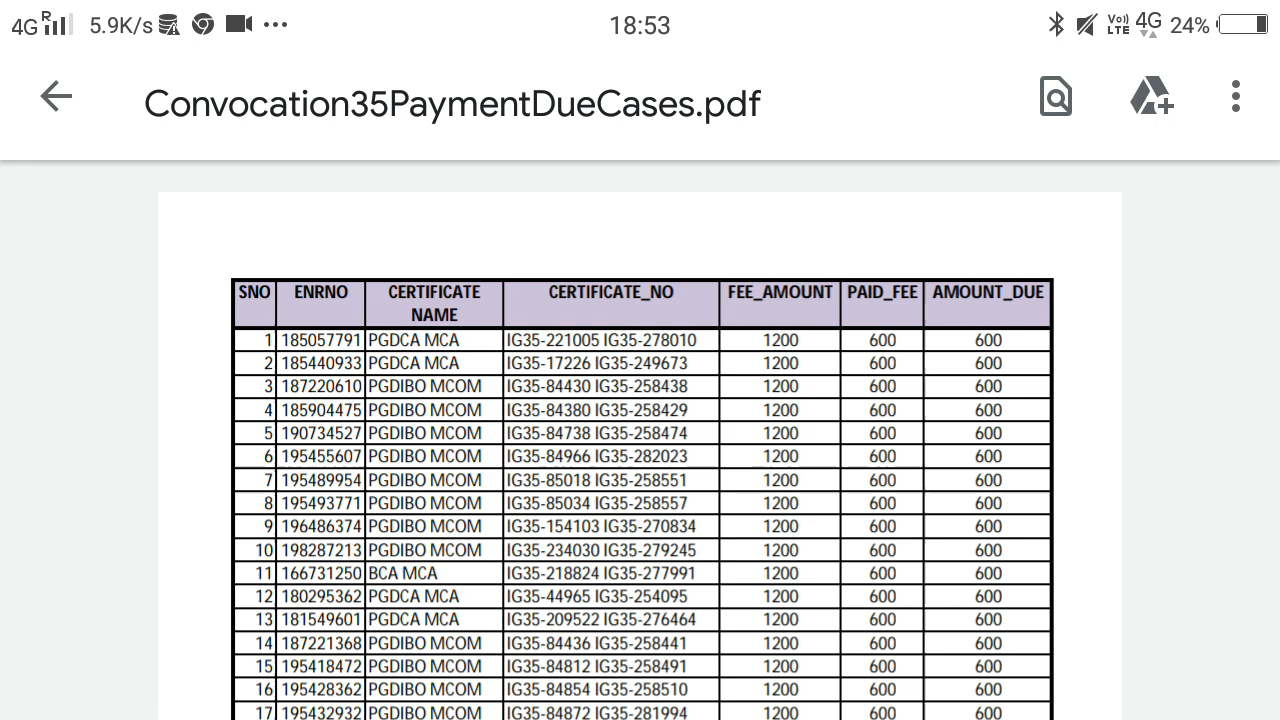 4G R 5.9K/s 18:53 Vo)) LTE 4G 24%
Convocation35PaymentDueCases.pdf
SNO ENRNO CERTIFICATE NAME CERTIFICATE_NO FEE_AMOUNT PAID_FEE AMOUNT_DUE
1 185057791 PGDCA MCA IG35-221005 IG35-278010 1200 600 600
2 185440933 PGDCA MCA IG35-17226 IG35-249673 1200 600 600
3 187220610 PGDIBO MCOM IG35-84430 IG35-258438 1200 600 600
4 185904475 PGDIBO MCOM IG35-84380 IG35-258429 1200 600 600
5 190734527 PGDIBO MCOM IG35-84738 IG35-258474 1200 600 600
6 195455607 PGDIBO MCOM IG35-84966 IG35-282023 1200 600 600
7 195489954 PGDIBO MCOM IG35-85018 IG35-258551 1200 600 600
8 195493771 PGDIBO MCOM IG35-85034 IG35-258557 1200 600 600
9 196486374 PGDIBO MCOM IG35-154103 IG35-270834 1200 600 600
10 198287213 PGDIBO MCOM IG35-234030 IG35-279245 1200 600 600
11 166731250 BCA MCA IG35-218824 IG35-277991 1200 600 600
12 180295362 PGDCA MCA IG35-44965 IG35-254095 1200 600 600
13 181549601 PGDCA MCA IG35-209522 IG35-276464 1200 600 600
14 187221368 PGDIBO MCOM IG35-84436 IG35-258441 1200 600 600
15 195418472 PGDIBO MCOM IG35-84812 IG35-258491 1200 600 600
16 195428362 PGDIBO MCOM IG35-84854 IG35-258510 1200 600 600
17 195432932 PGDIBO MCOM IG35-84872 IG35-281994 1200 600 600